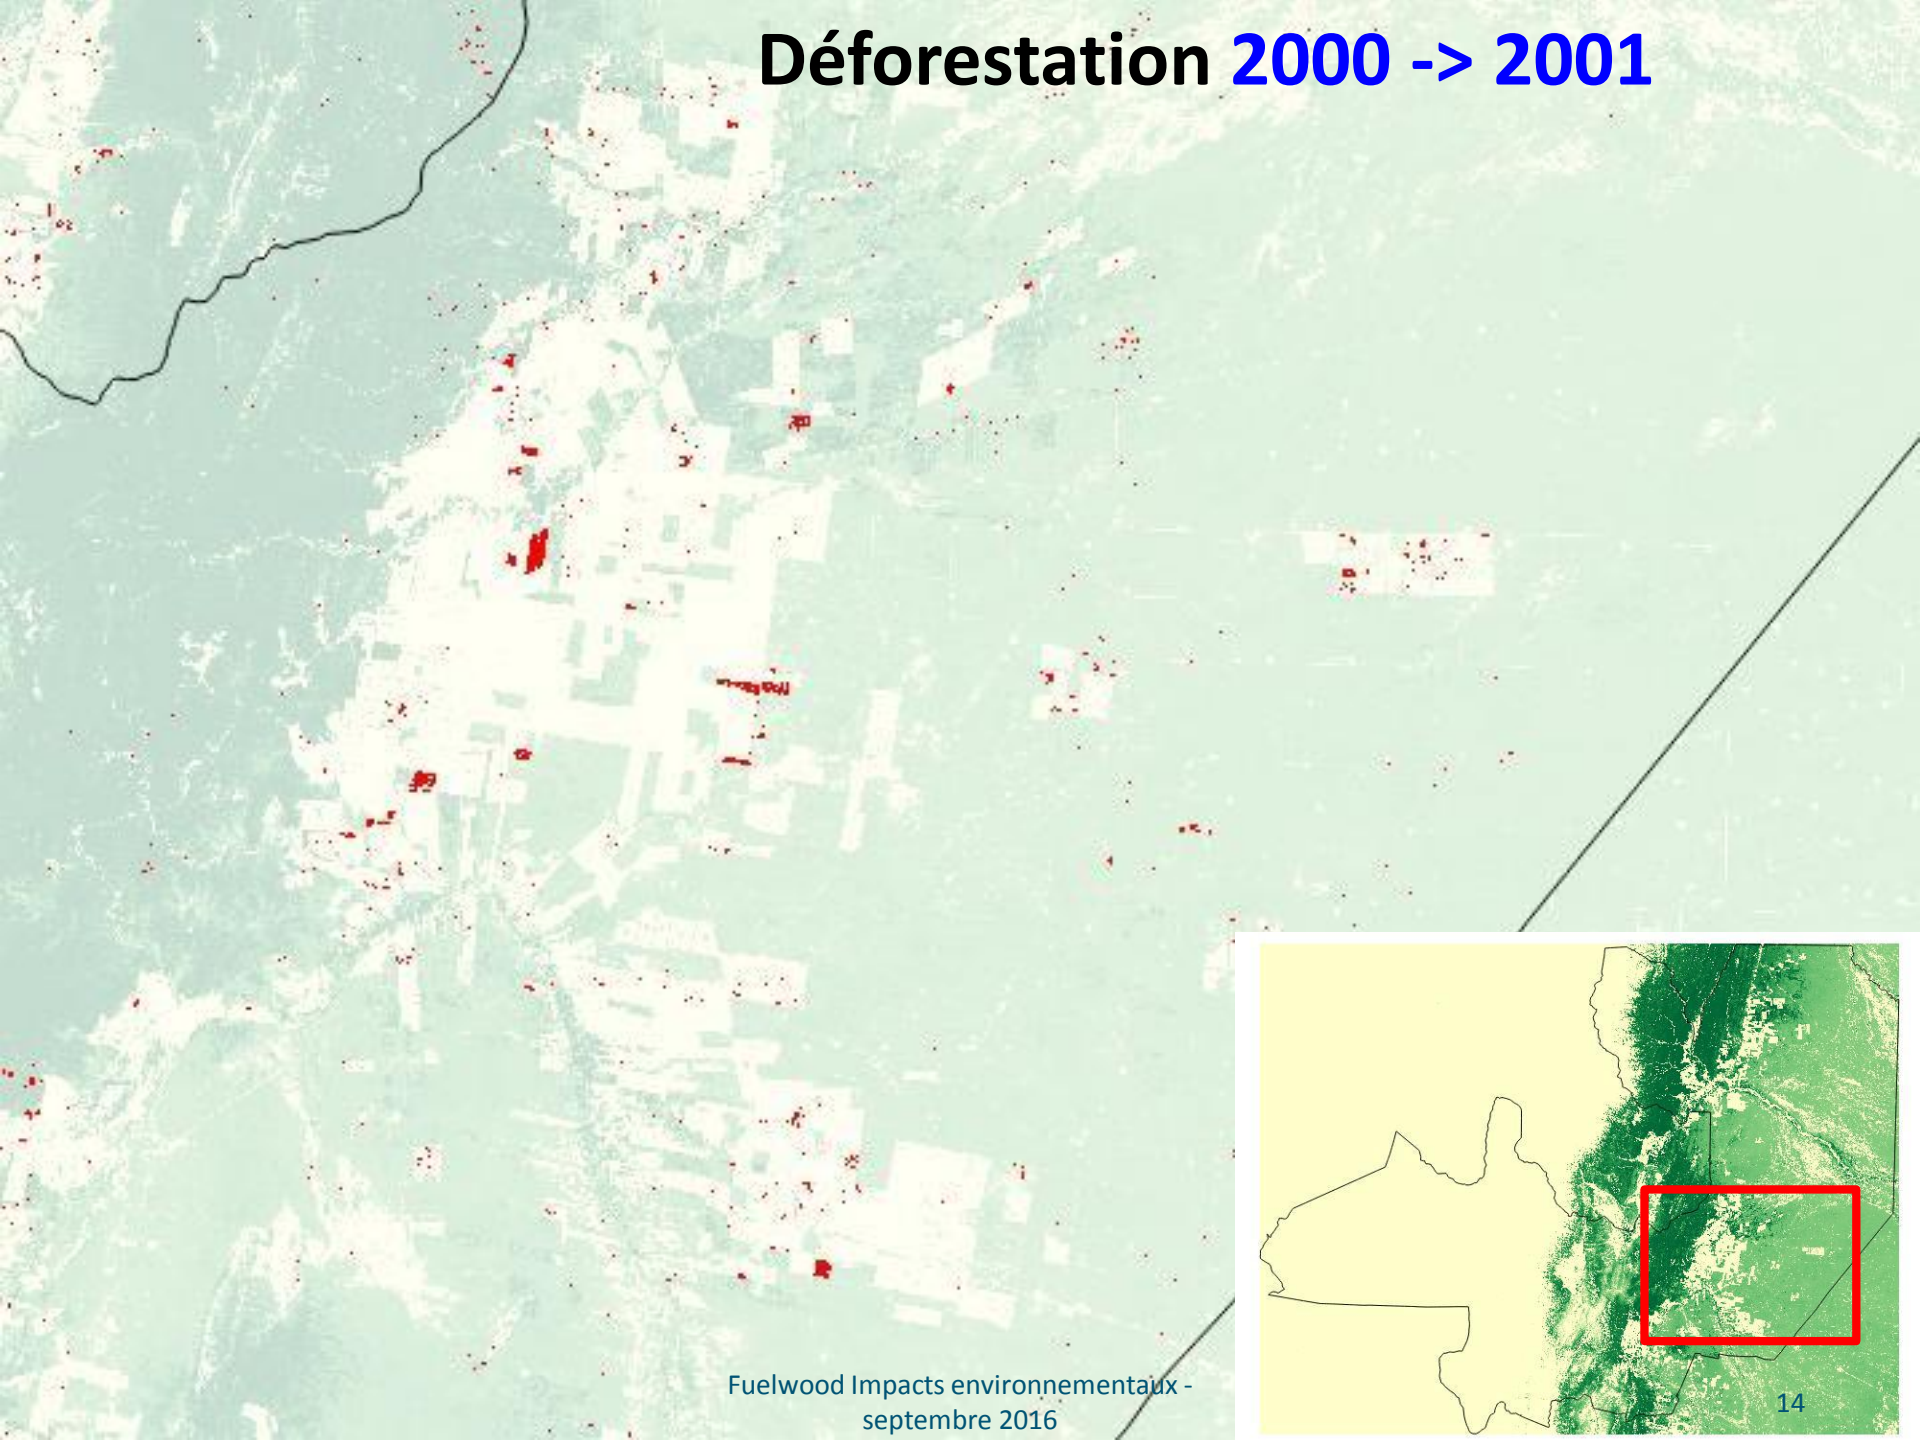 Déforestation 2000 -> 2001
Fuelwood Impacts environnementaux -
septembre 2016
14